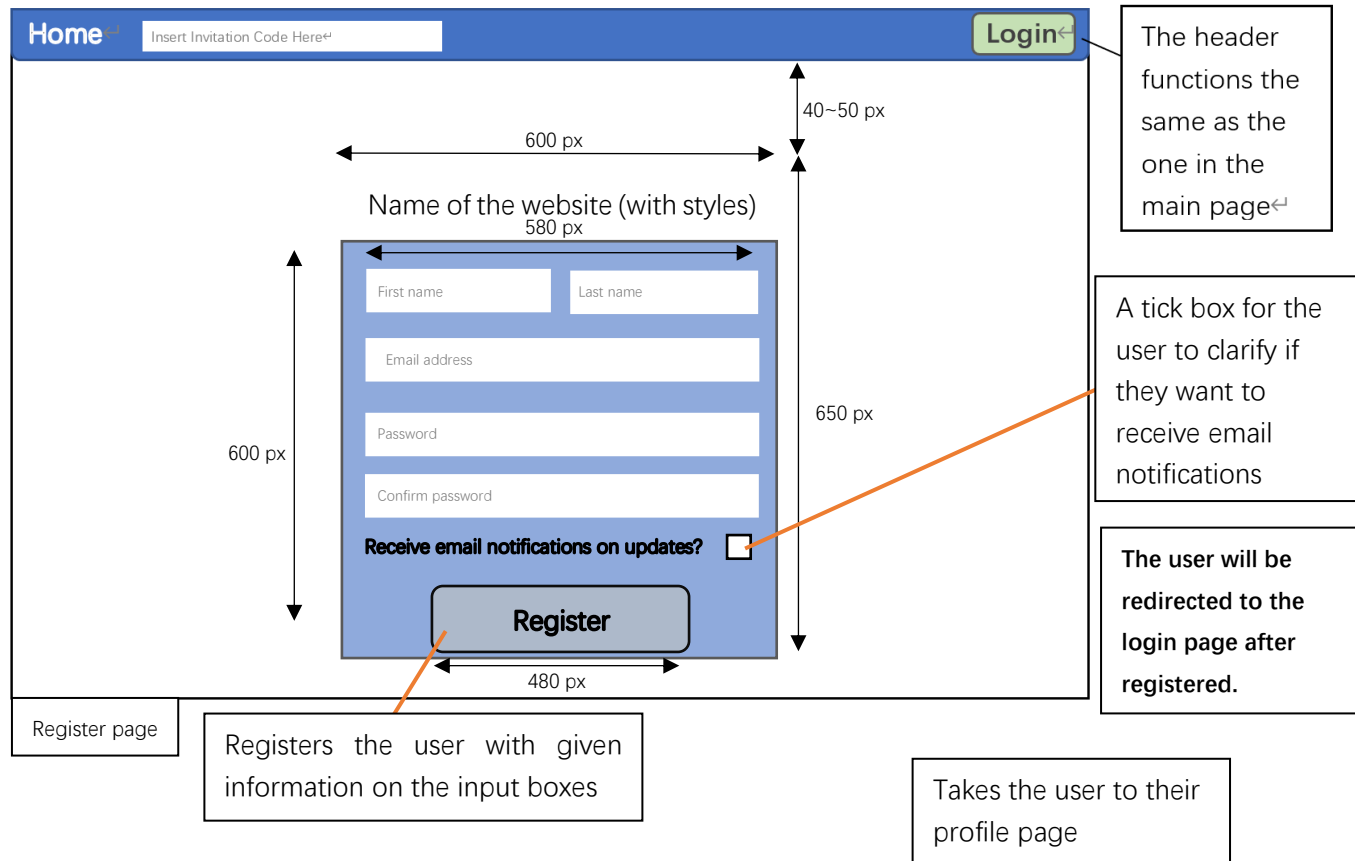 Home
Insert Invitation Code Here
Login
The header
functions the
same as the
one in the
main page
40~50 px
600 px
Name of the website (with styles)
580 px
First name
Last name
Email address
Password
Confirm password
Receive email notifications on updates?
Register
480 px
600 px
650 px
A tick box for the
user to clarify if
they want to
receive email
notifications
The user will be
redirected to the
login page after
registered.
Register page
Registers the user with given
information on the input boxes
Takes the user to their
profile page